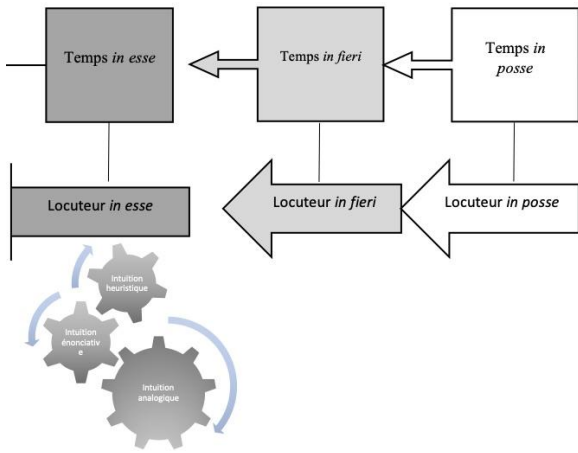 Temps in esse
Temps in fieri
Temps in
posse
Locuteur in esse
Locuteur in fieri
Locuteur in posse
Intuition
heuristique
Intuition
énonciativ
e
Intuition
analogique